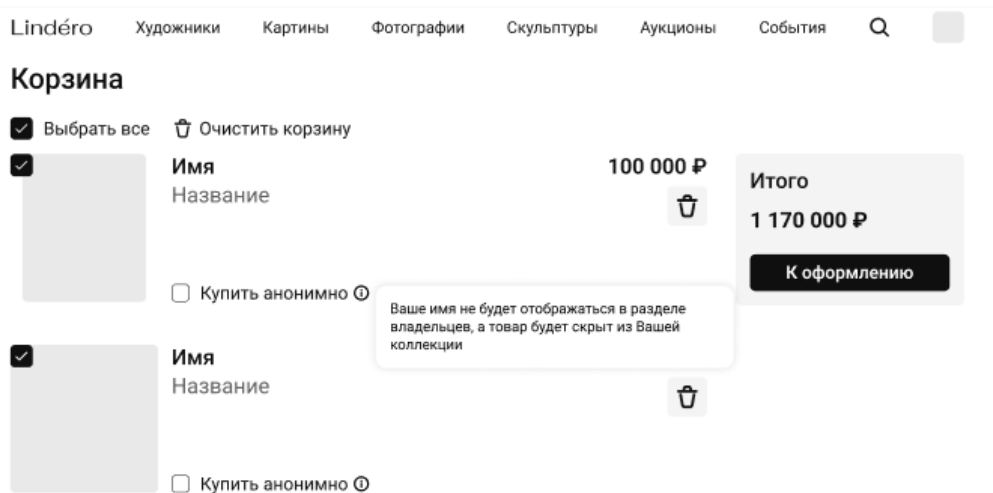 Lindéro Художники Картины Фотографии Скульптуры Аукционы События
Корзина
Выбрать все Очистить корзину
Имя
Название
100 000 ₽
Купить анонимно
Ваше имя не будет отображаться в разделе
владельцев, а товар будет скрыт из Вашей
коллекции
Имя
Название
Купить анонимно
Итого
1 170 000 ₽
К оформлению